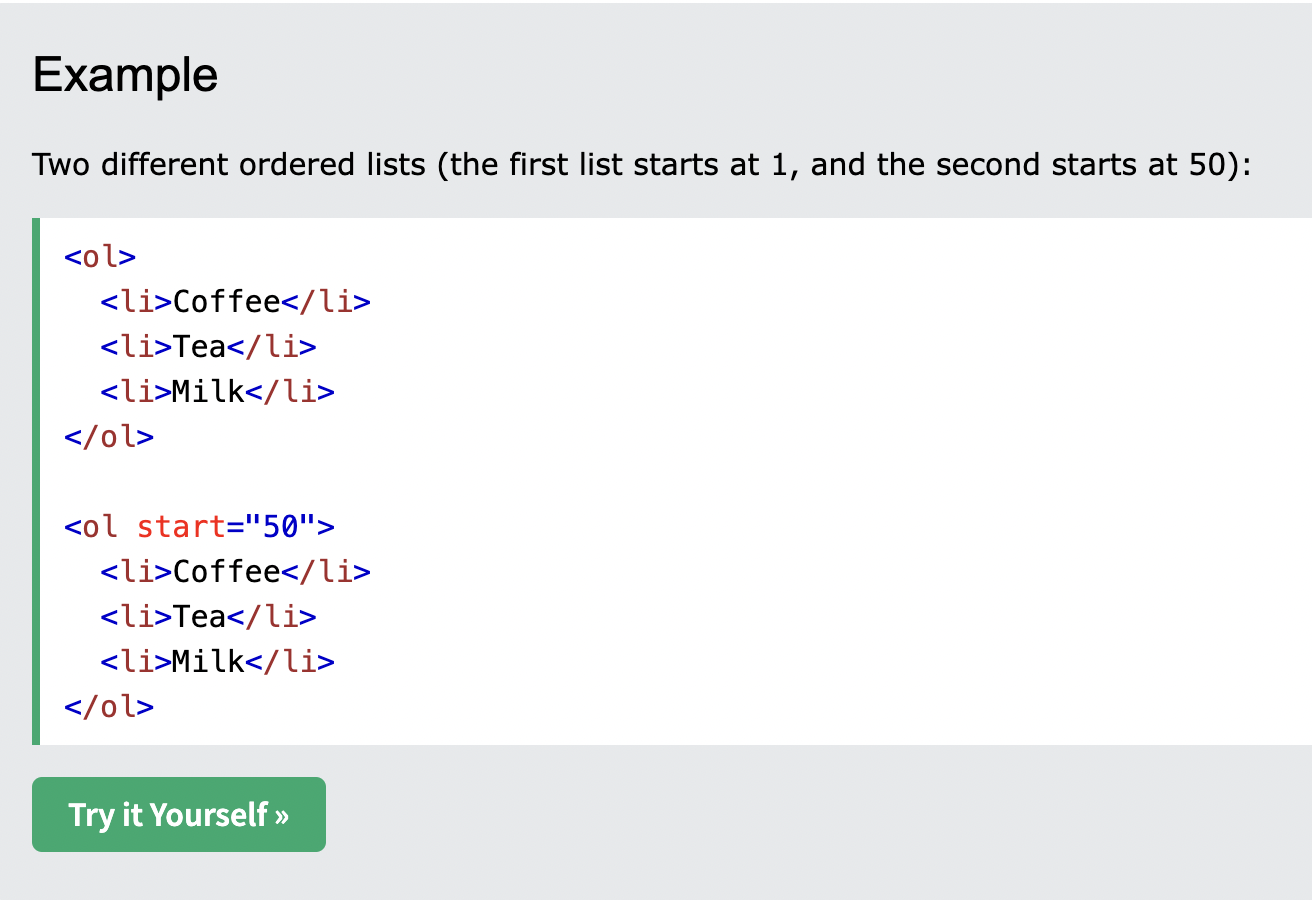 Example
Two different ordered lists (the first list starts at 1, and the second starts at 50):
<ol>
  <li>Coffee</li>
  <li>Tea</li>
  <li>Milk</li>
</ol>
<ol start="50">
  <li>Coffee</li>
  <li>Tea</li>
  <li>Milk</li>
</ol>
Try it Yourself »